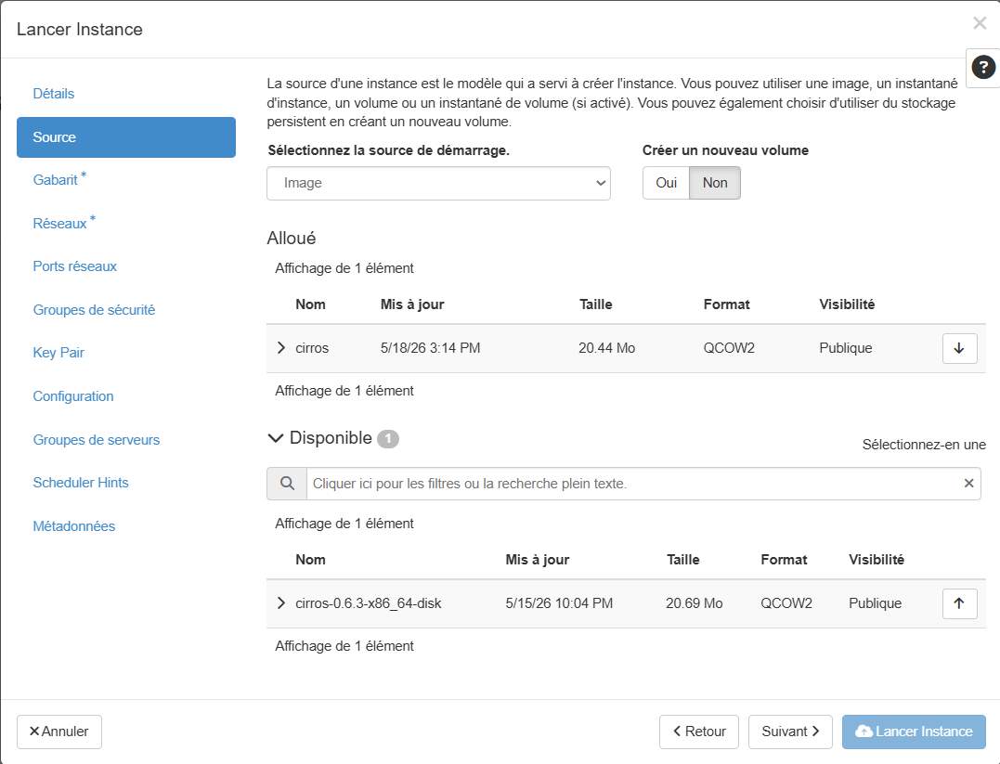 Lancer Instance
×
?
Détails
Source
Gabarit *
Réseaux *
Ports réseaux
Groupes de sécurité
Key Pair
Configuration
Groupes de serveurs
Scheduler Hints
Métadonnées
La source d'une instance est le modèle qui a servi à créer l'instance. Vous pouvez utiliser une image, un instantané
d'instance, un volume ou un instantané de volume (si activé). Vous pouvez également choisir d'utiliser du stockage
persistent en créant un nouveau volume.
Sélectionnez la source de démarrage. Créer un nouveau volume
Image Oui Non
Alloué
Affichage de 1 élément
Nom Mis à jour Taille Format Visibilité
cirros 5/18/26 3:14 PM 20.44 Mo QCOW2 Publique
Affichage de 1 élément
Disponible 1
Sélectionnez-en une
Cliquer ici pour les filtres ou la recherche plein texte. ×
Affichage de 1 élément
Nom Mis à jour Taille Format Visibilité
cirros-0.6.3-x86_64-disk 5/15/26 10:04 PM 20.69 Mo QCOW2 Publique
Affichage de 1 élément
×Annuler Retour Suivant Lancer Instance